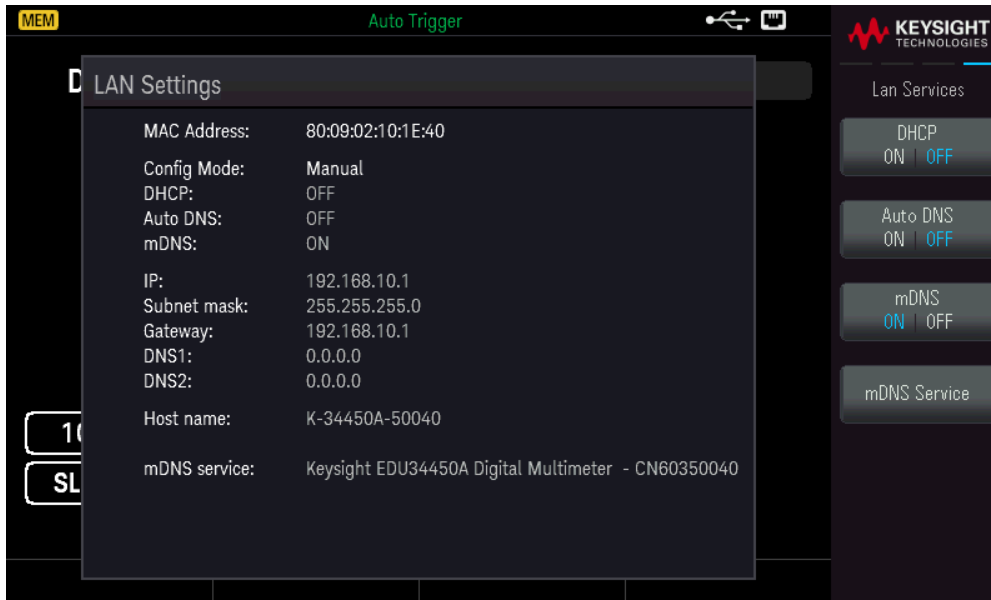 MEM
Auto Trigger
KEYSIGHT
TECHNOLOGIES
D
LAN Settings
MAC Address: 80:09:02:10:1E:40
Config Mode: Manual
DHCP: OFF
Auto DNS: OFF
mDNS: ON
IP: 192.168.10.1
Subnet mask: 255.255.255.0
Gateway: 192.168.10.1
DNS1: 0.0.0.0
DNS2: 0.0.0.0
Host name: K-34450A-50040
mDNS service: Keysight EDU34450A Digital Multimeter - CN60350040
10
SL
Lan Services
DHCP
ON | OFF
Auto DNS
ON | OFF
mDNS
ON | OFF
mDNS Service